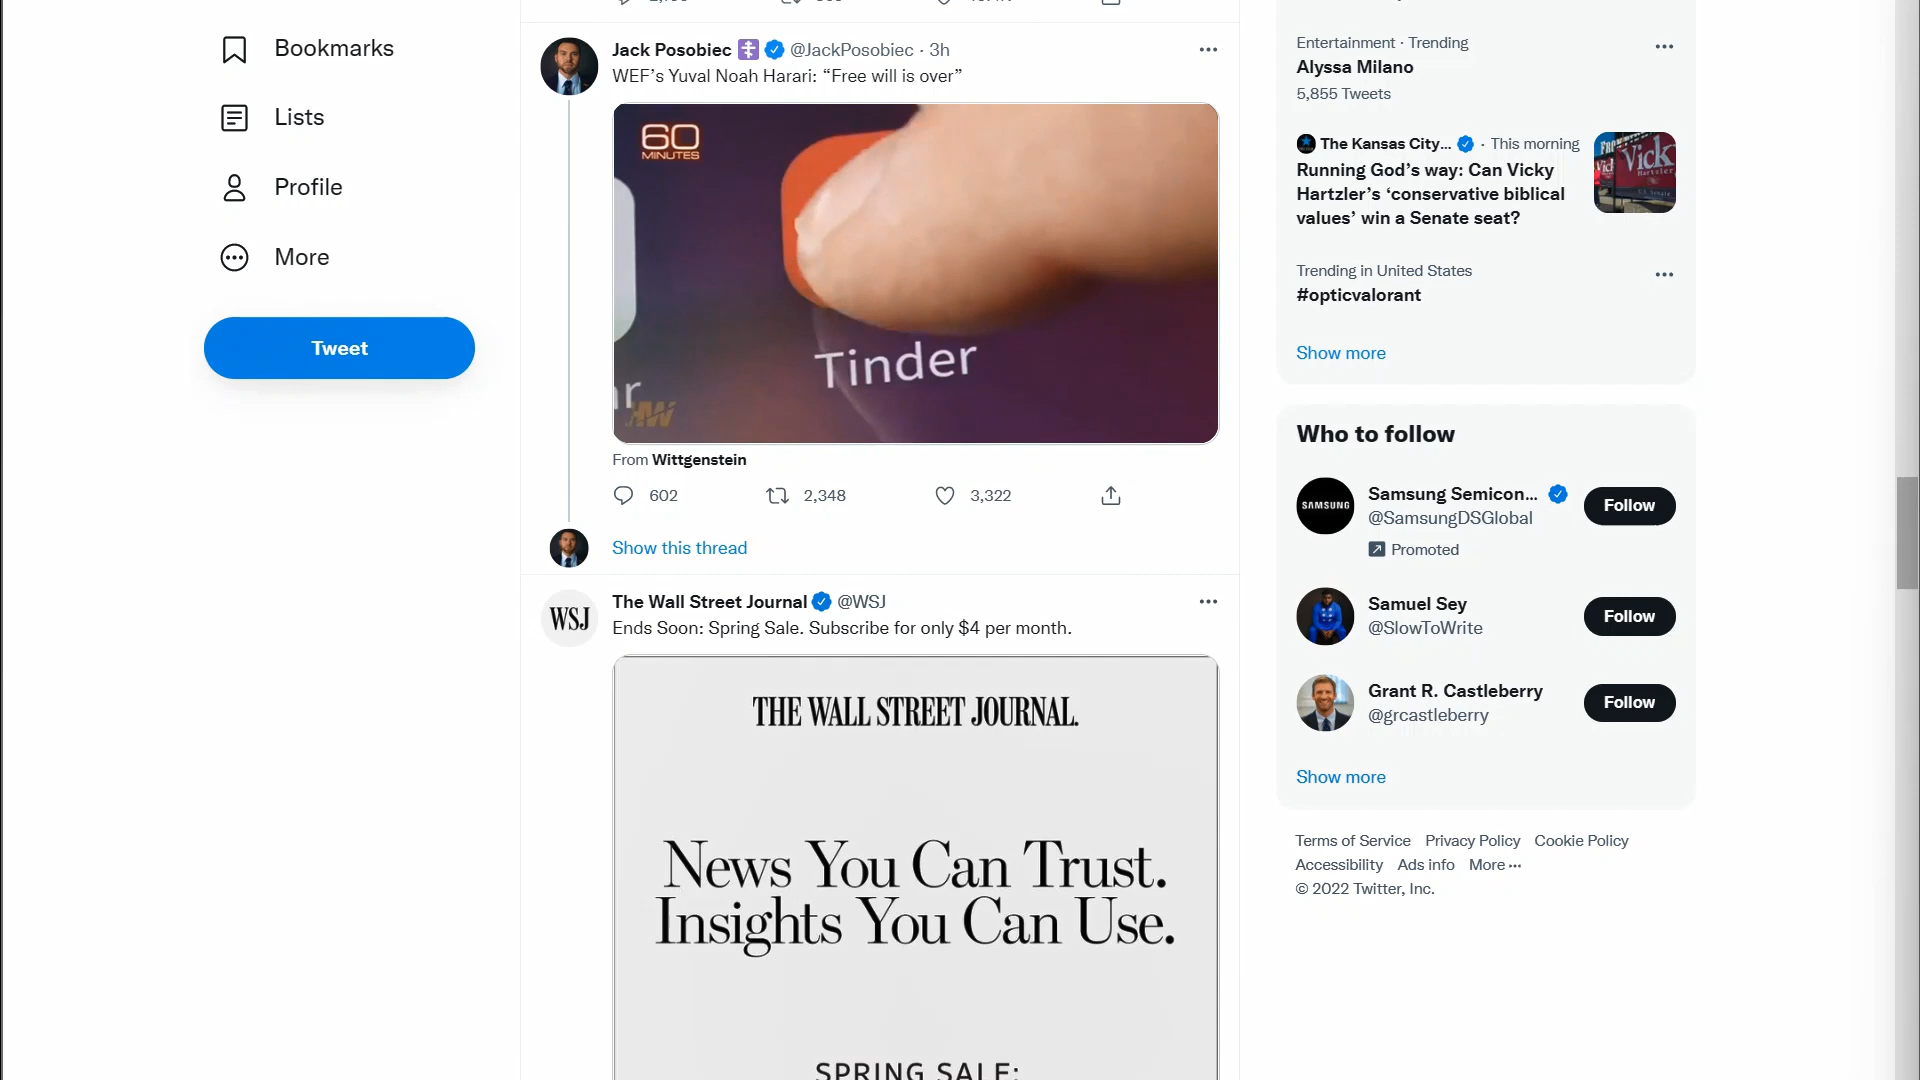 Bookmarks
Lists
Profile
More
Tweet
Jack Posobiec @JackPosobiec · 3h
WEF’s Yuval Noah Harari: “Free will is over”
60
MINUTES
Tinder
From Wittgenstein
602 2,348 3,322
Show this thread
WSJ
The Wall Street Journal @WSJ
Ends Soon: Spring Sale. Subscribe for only $4 per month.
THE WALL STREET JOURNAL.
News You Can Trust.
Insights You Can Use.
SPRING SALE:
Entertainment · Trending
Alyssa Milano
5,855 Tweets
The Kansas City... · This morning
Running God’s way: Can Vicky
Hartzler’s ‘conservative biblical
values’ win a Senate seat?
Vick
Hartzler
Trending in United States
#opticvalorant
Show more
Who to follow
SAMSUNG
Samsung Semicon...
@SamsungDSGlobal
Promoted
Follow
Samuel Sey
@SlowToWrite
Follow
Grant R. Castleberry
@grcastleberry
Follow
Show more
Terms of Service Privacy Policy Cookie Policy
Accessibility Ads info More ···
© 2022 Twitter, Inc.